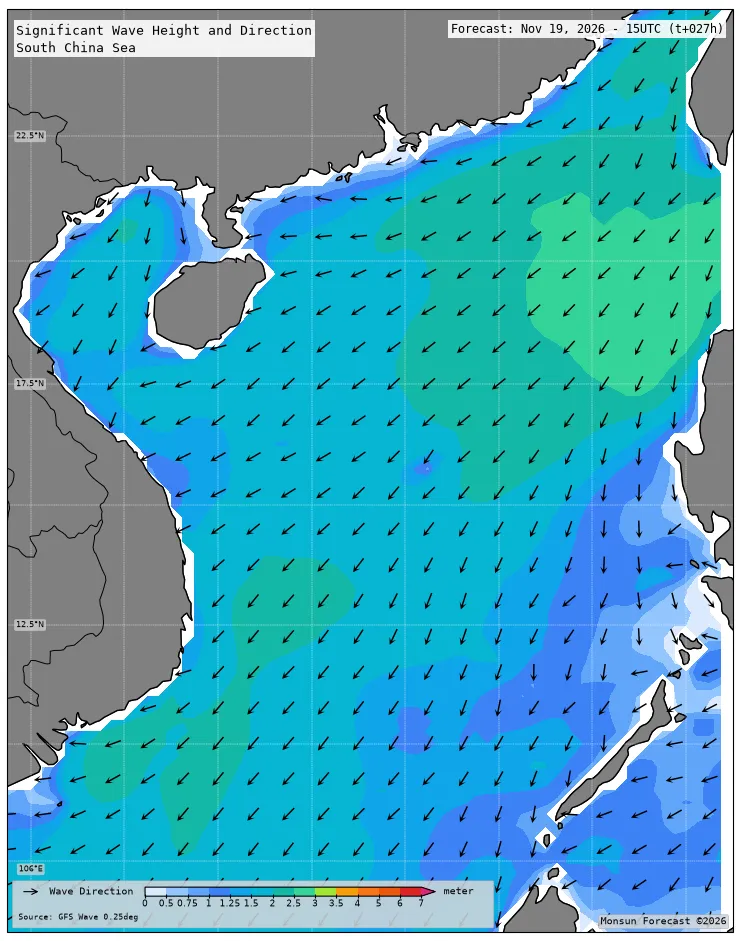 Significant Wave Height and Direction
South China Sea
Forecast: Nov 19, 2026 - 15UTC (t+027h)
22.5°N
17.5°N
12.5°N
106°E
Wave Direction
0 0.5 0.75 1 1.25 1.5 2 2.5 3 3.5 4 5 6 7
meter
Source: GFS Wave 0.25deg
Monsun Forecast ©2026